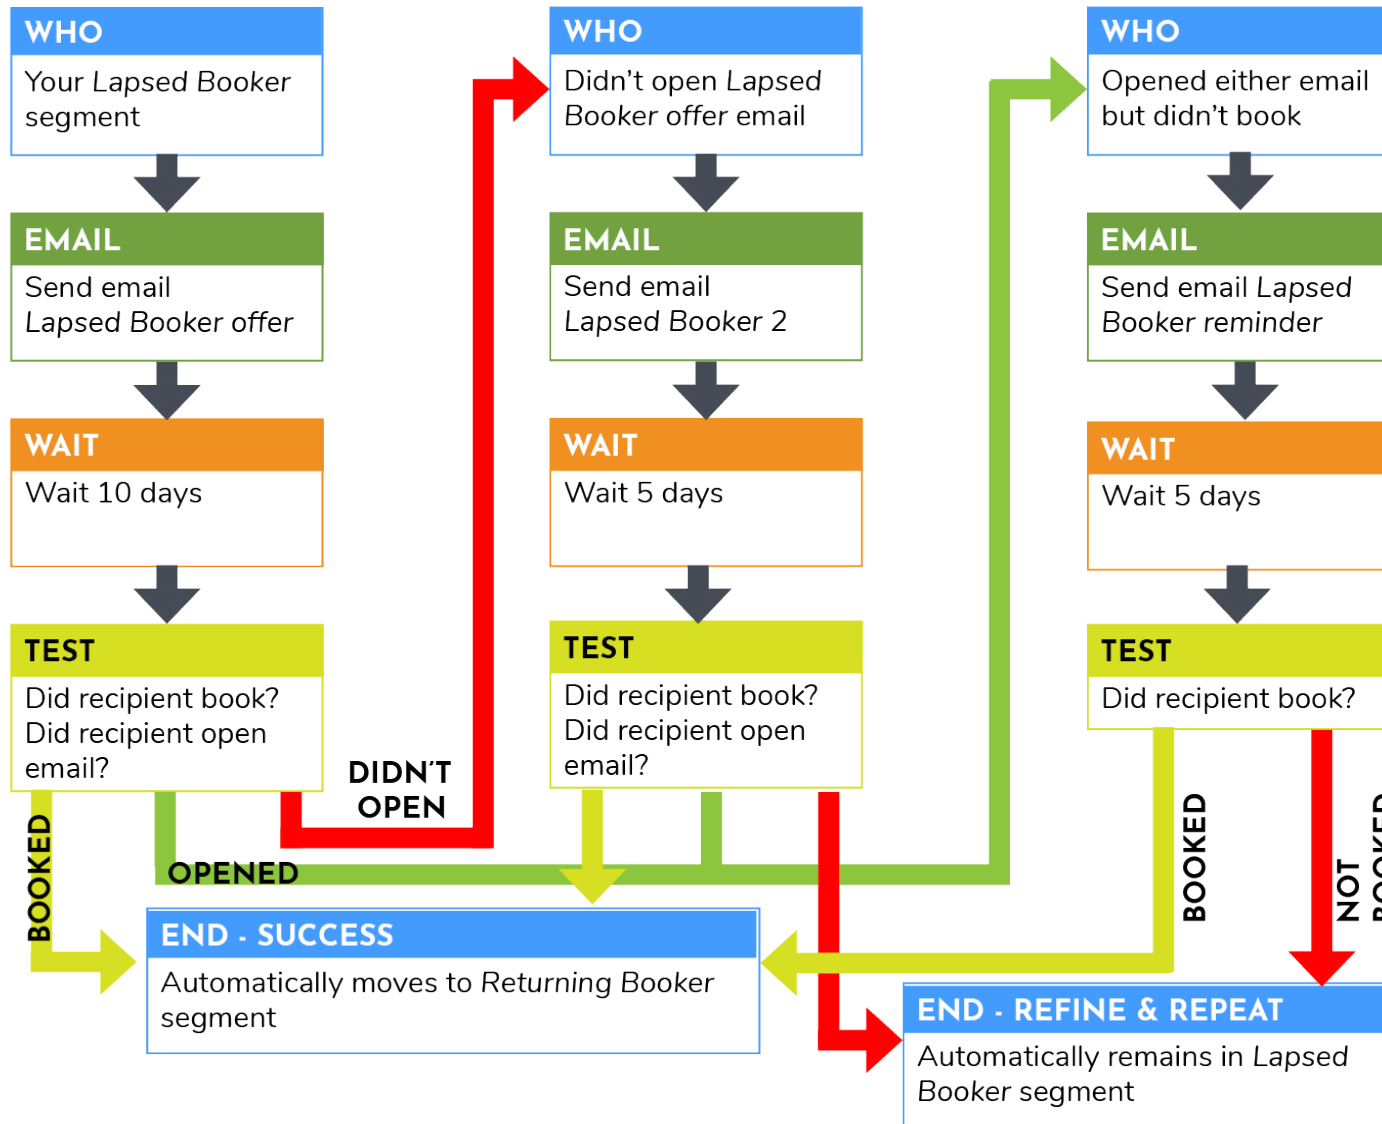 WHO
Your Lapsed Booker
segment
EMAIL
Send email
Lapsed Booker offer
WAIT
Wait 10 days
TEST
Did recipient book?
Did recipient open
email?
BOOKED
OPENED
DIDN'T
OPEN
WHO
Didn't open Lapsed
Booker offer email
EMAIL
Send email
Lapsed Booker 2
WAIT
Wait 5 days
TEST
Did recipient book?
Did recipient open
email?
WHO
Opened either email
but didn't book
EMAIL
Send email Lapsed
Booker reminder
WAIT
Wait 5 days
TEST
Did recipient book?
BOOKED
NOT
BOOKED
END - SUCCESS
Automatically moves to Returning Booker
segment
END - REFINE & REPEAT
Automatically remains in Lapsed
Booker segment